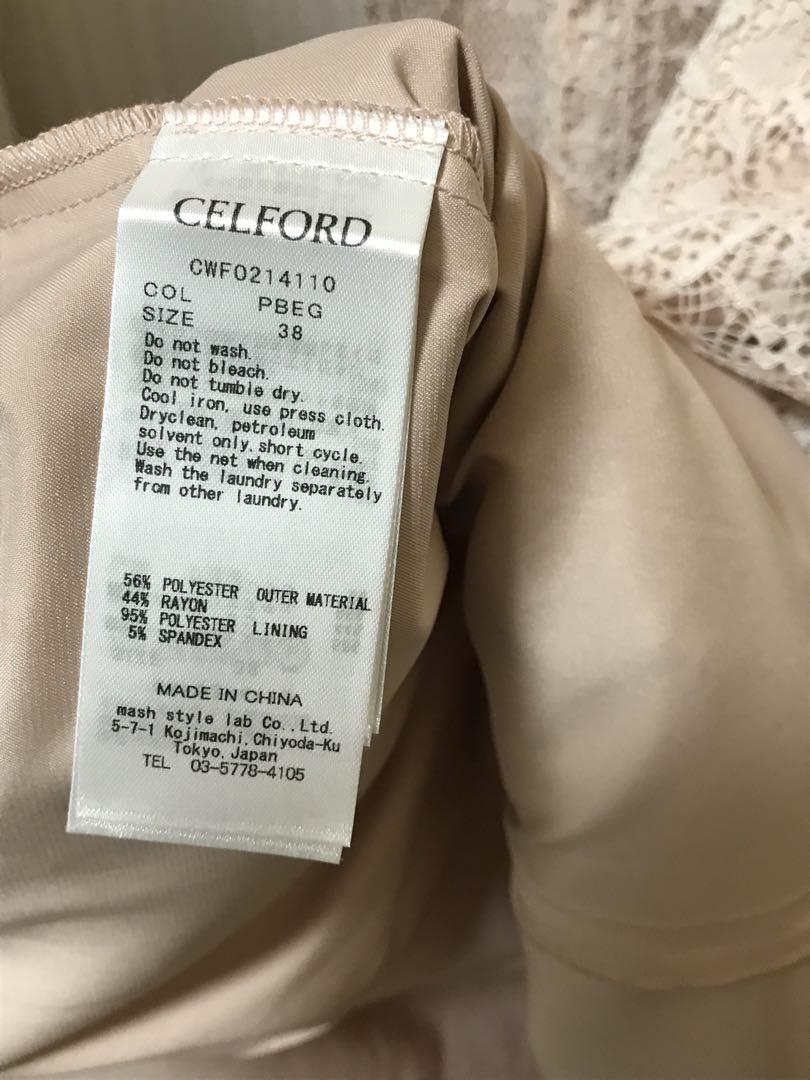 CELFORD
CWF0214110
COL PBEG
SIZE 38
Do not wash.
Do not bleach.
Do not tumble dry.
Cool iron, use press cloth.
Dryclean, petroleum
solvent only,short cycle.
Use the net when cleaning.
Wash the laundry separately
from other laundry.
56% POLYESTER OUTER MATERIAL
44% RAYON
95% POLYESTER LINING
5% SPANDEX
MADE IN CHINA
mash style lab Co.,Ltd.
5-7-1 Kojimachi,Chiyoda-Ku
Tokyo,Japan
TEL 03-5778-4105